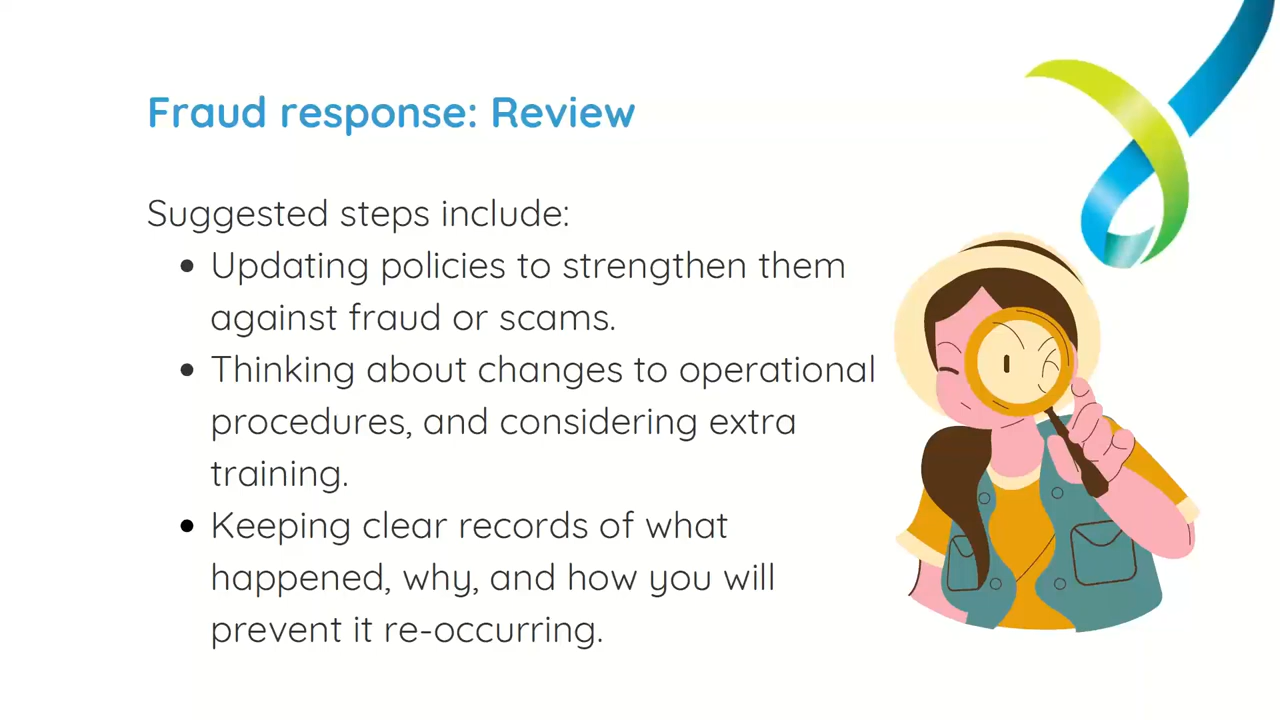 Fraud response: Review
Suggested steps include:
• Updating policies to strengthen them
against fraud or scams.
• Thinking about changes to operational
procedures, and considering extra
training.
• Keeping clear records of what
happened, why, and how you will
prevent it re-occurring.